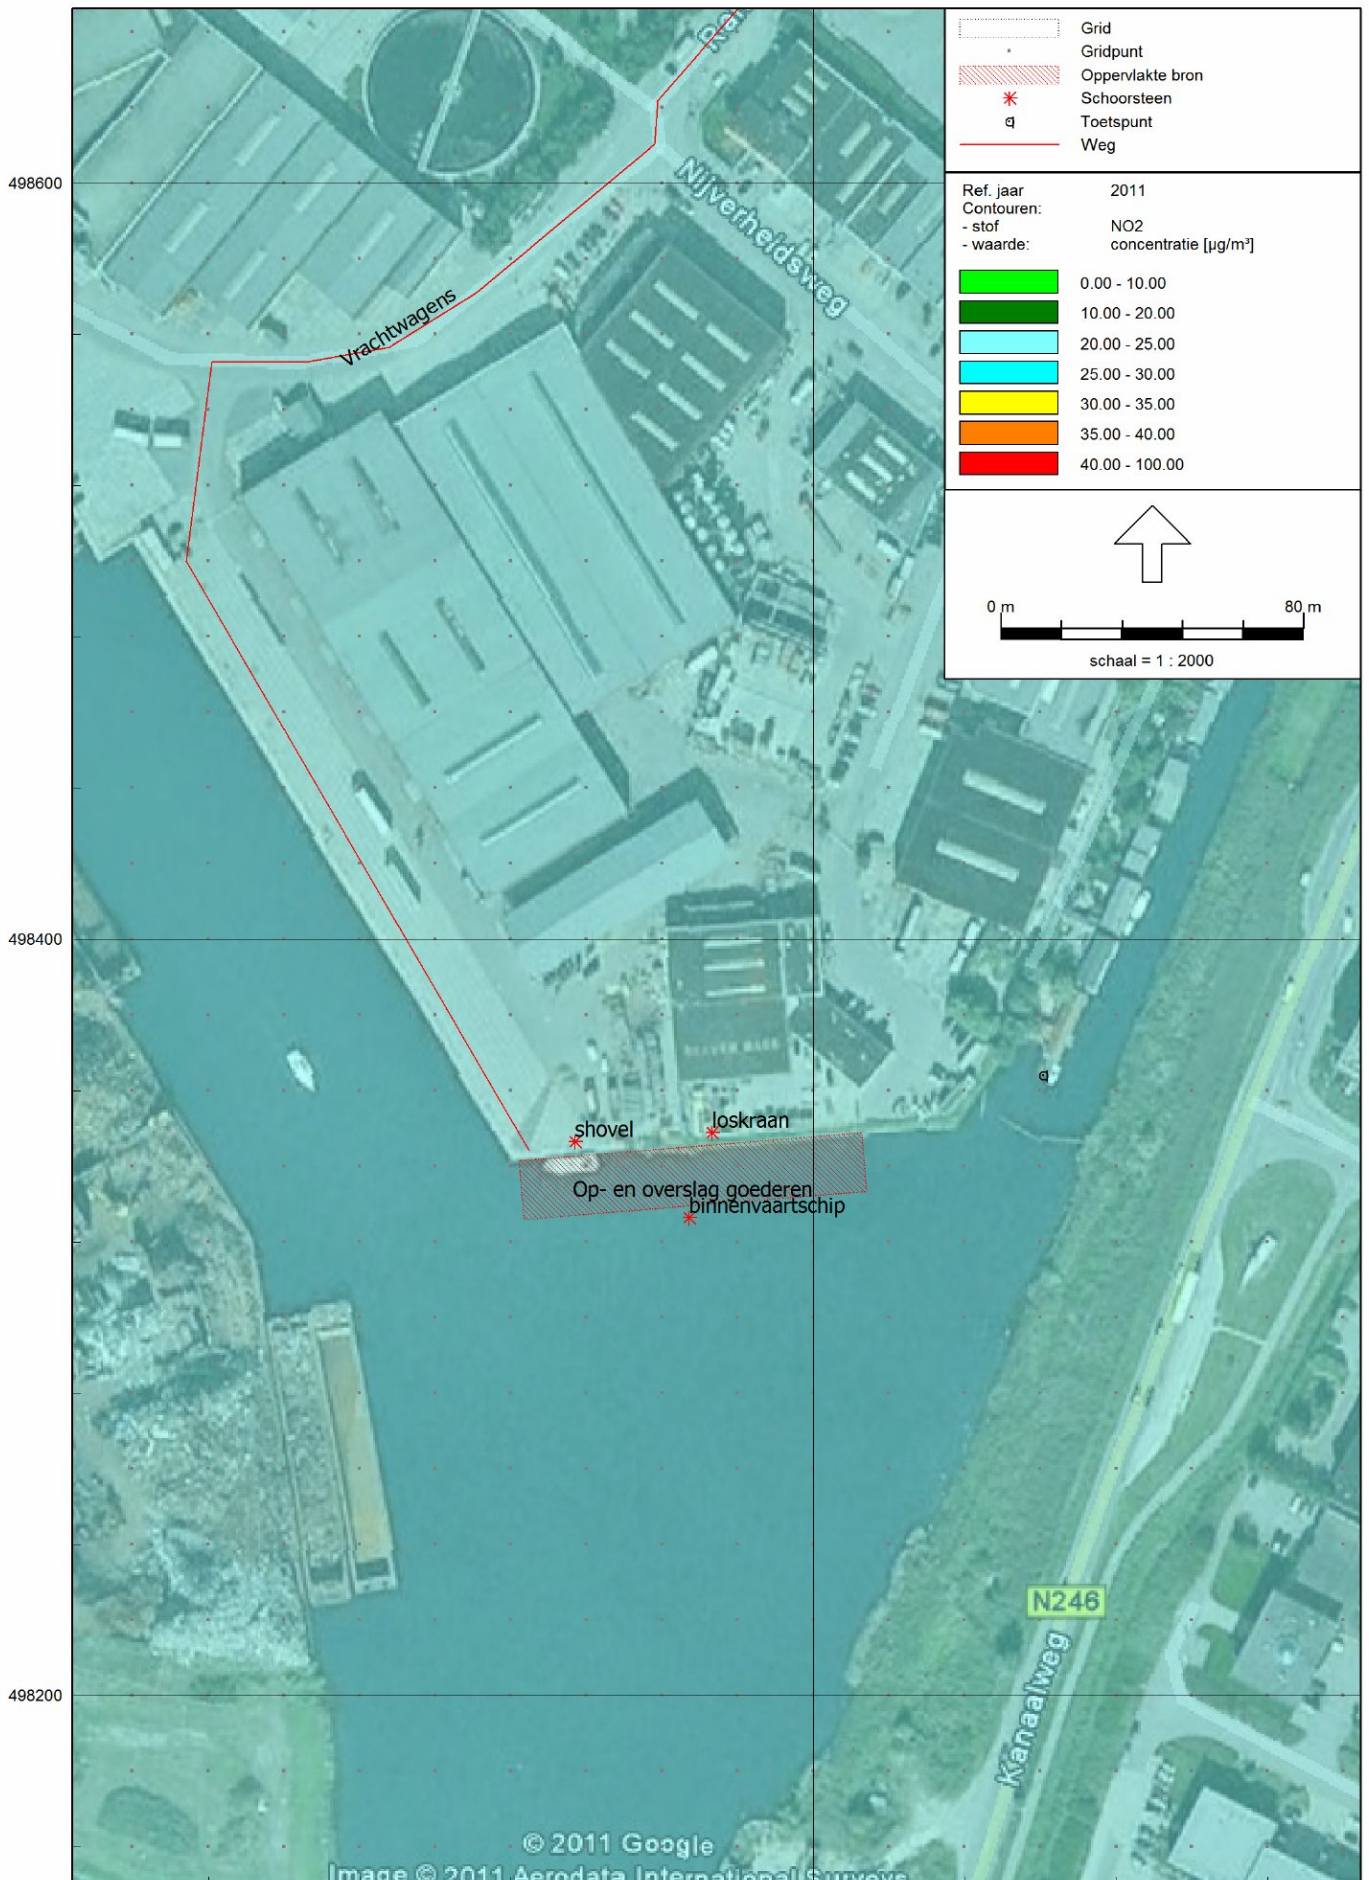 Grid
Gridpunt
Oppervlakte bron
Schoorsteen
Toetspunt
Weg
Ref. jaar 2011
Contouren:
- stof NO2
- waarde: concentratie [µg/m³]
0.00 - 10.00
10.00 - 20.00
20.00 - 25.00
25.00 - 30.00
30.00 - 35.00
35.00 - 40.00
40.00 - 100.00
0 m 80 m
schaal = 1 : 2000
498600
Nijverheidsweg
Vrachtwagens
498400
shovel
loskraan
Op- en overslag goederen
binnenvaartschip
N246
Kanaalweg
498200
© 2011 Google
Image © 2011 Aerodata International Surveys